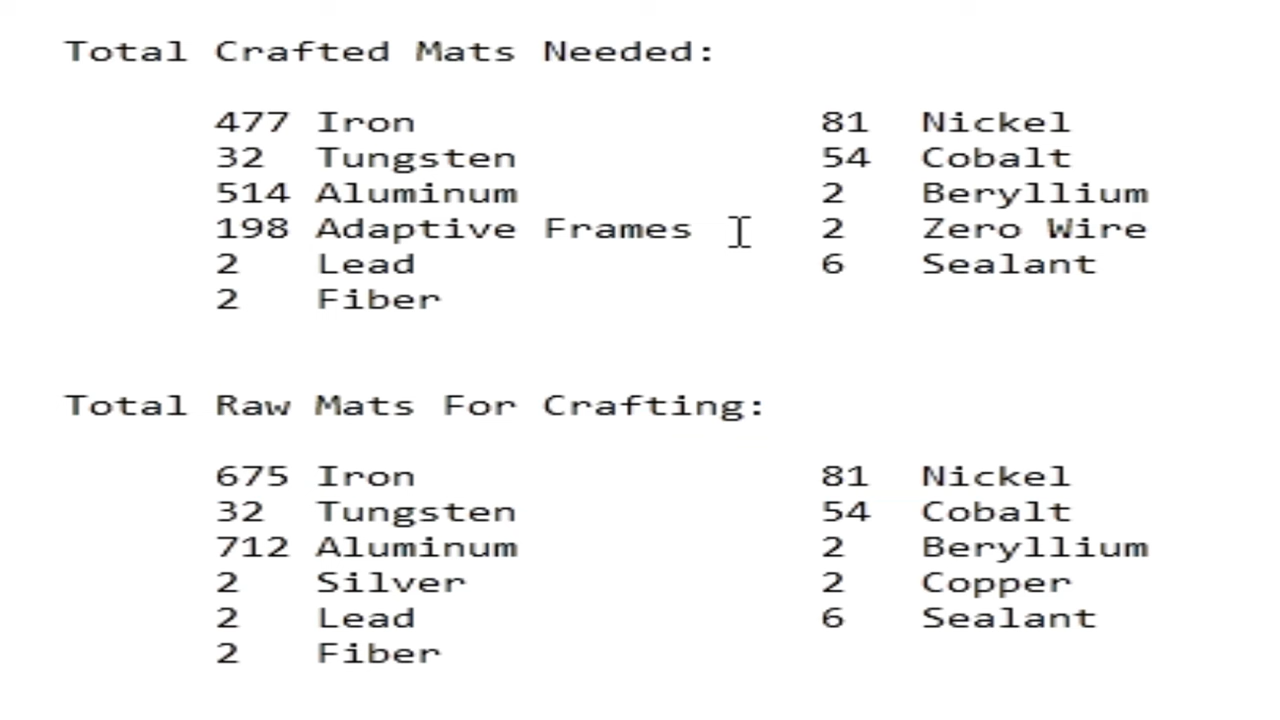 Total Crafted Mats Needed:
477 Iron 81 Nickel
32 Tungsten 54 Cobalt
514 Aluminum 2 Beryllium
198 Adaptive Frames 2 Zero Wire
2 Lead 6 Sealant
2 Fiber
Total Raw Mats For Crafting:
675 Iron 81 Nickel
32 Tungsten 54 Cobalt
712 Aluminum 2 Beryllium
2 Silver 2 Copper
2 Lead 6 Sealant
2 Fiber